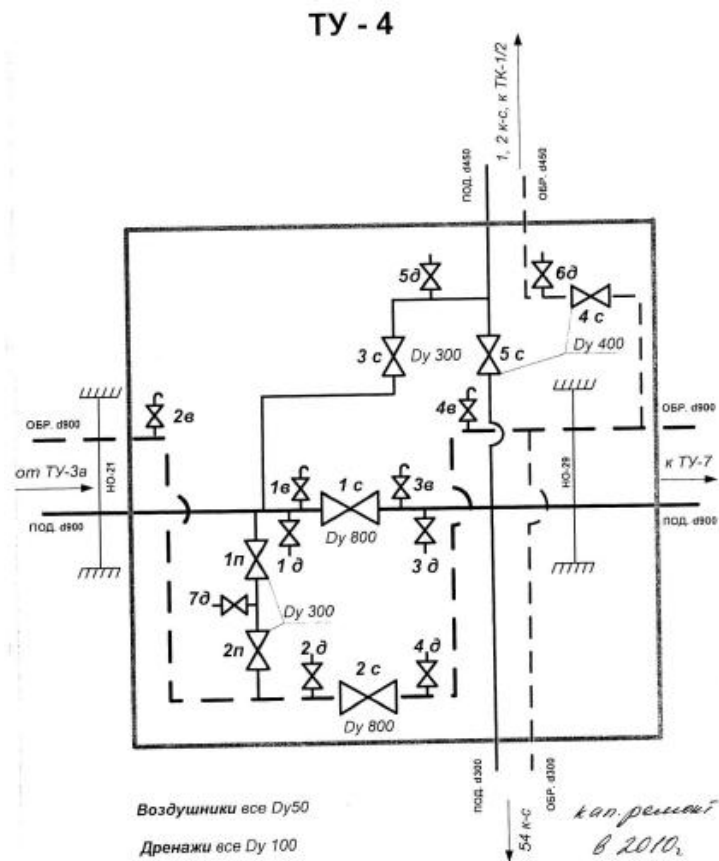 ТУ - 4
1, 2 к-с, к ТК-1/2
ПОД. d450
ОБР. d450
5д
6д
4 с
3 с
Dy 300
5 с
Dy 400
2в
4в
ОБР. d900
ОБР. d900
от ТУ-3а
НО-21
1в
1 с
3в
НО-29
к ТУ-7
ПОД. d900
ПОД. d900
Dy 800
1 д
3 д
1п
7д
Dy 300
2п
2 д
2 с
4 д
Dy 800
ПОД. d300
ОБР. d300
54 к-с
Воздушники все Dy50
Дренажи все Dy 100
кап. ремонт
в 2010г